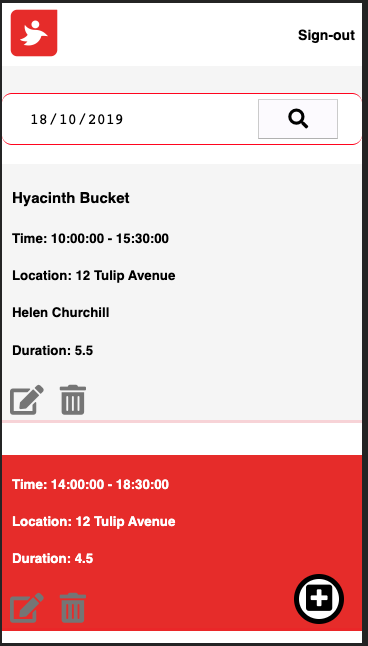 Sign-out
18/10/2019
Hyacinth Bucket
Time: 10:00:00 - 15:30:00
Location: 12 Tulip Avenue
Helen Churchill
Duration: 5.5
Time: 14:00:00 - 18:30:00
Location: 12 Tulip Avenue
Duration: 4.5